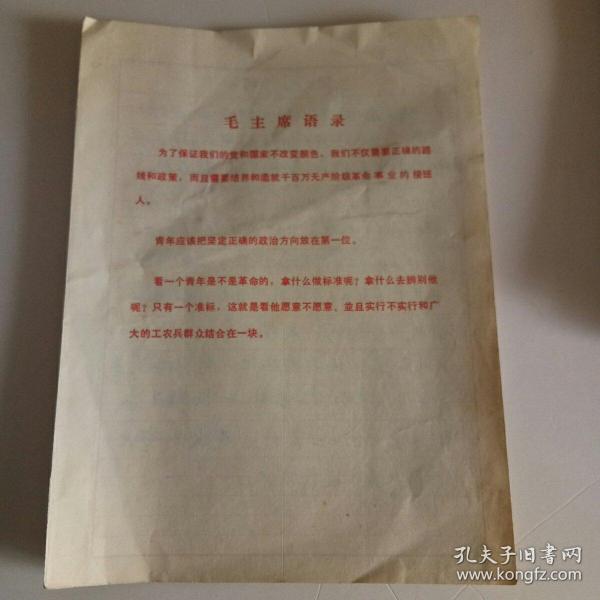 毛主席语录
为了保证我们的党和国家不改变颜色，我们不仅需要正确的路
线和政策，而且需要培养和造就千百万无产阶级革命事业的接班
人。
青年应该把坚定正确的政治方向放在第一位。
看一个青年是不是革命的，拿什么做标准呢？拿什么去辨别他
呢？只有一个准标，这就是看他愿意不愿意、並且实行不实行和广
大的工农兵群众结合在一块。
孔夫子旧書网
www.kongfz.com